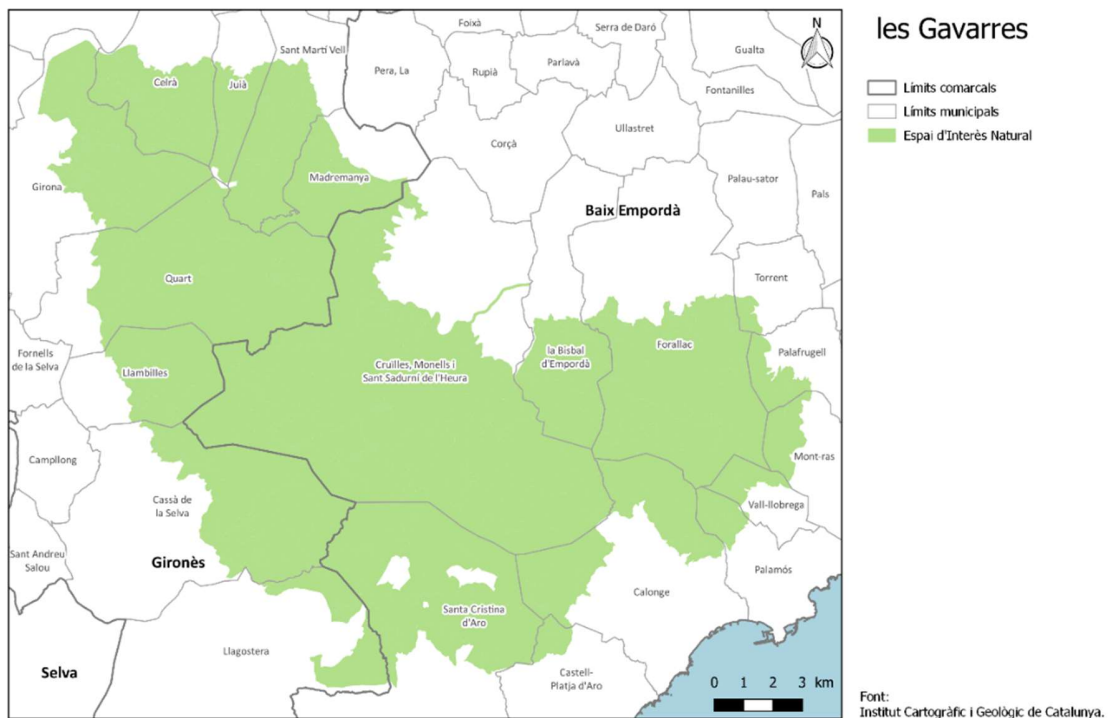 les Gavarres
Límits comarcals
Límits municipals
Espai d'Interès Natural
N
Foixà
Serra de Daró
Sant Martí Vell
Gualta
Celrà
Juià
Pera, La
Rupià
Parlavà
Fontanilles
Ullastret
Corçà
Madremanya
Girona
Palau-sator
Pals
Baix Empordà
Quart
Torrent
Fornells
de la Selva
Llambilles
Cruïlles, Monells i
Sant Sadurní de l'Heura
la Bisbal
d'Empordà
Forallac
Palafrugell
Campllong
Mont-ras
Cassà de
la Selva
Vall-llobrega
Sant Andreu
Salou
Gironès
Palamós
Calonge
Santa Cristina
d'Aro
Llagostera
Selva
Castell-
Platja d'Aro
0 1 2 3 km
Font:
Institut Cartogràfic i Geològic de Catalunya.